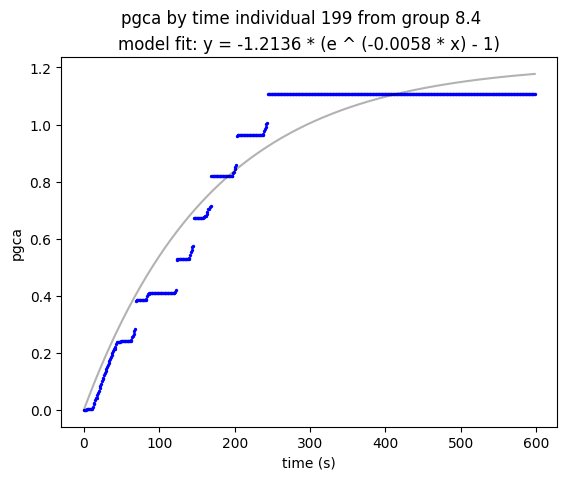 pgca by time individual 199 from group 8.4
model fit: y = -1.2136 * (e ^ (-0.0058 * x) - 1)
1.2
1.0
0.8
0.6
0.4
0.2
0.0
pgca
0 100 200 300 400 500 600
time (s)